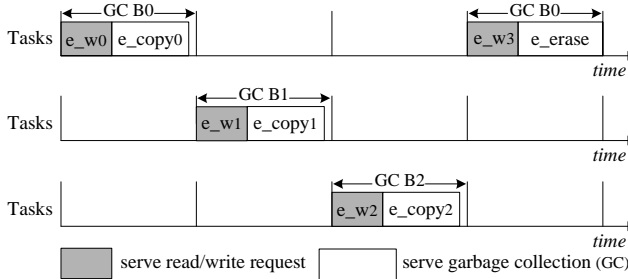 GC B0 GC B0
Tasks e_w0 e_copy0 e_w3 e_erase
time
GC B1
Tasks e_w1 e_copy1
time
GC B2
Tasks e_w2 e_copy2
time
serve read/write request serve garbage collection (GC)